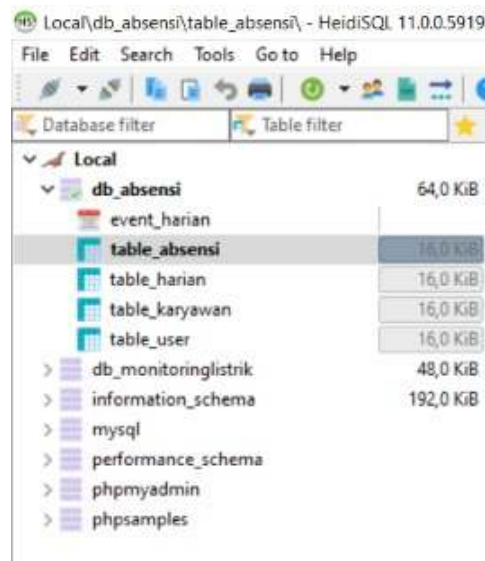 Local\db_absensi\table_absensi\ - HeidiSQL 11.0.0.5919
File Edit Search Tools Go to Help
Database filter Table filter
Local
db_absensi 64,0 KiB
event_harian
table_absensi 16,0 KiB
table_harian 16,0 KiB
table_karyawan 16,0 KiB
table_user 16,0 KiB
db_monitoringlistrik 48,0 KiB
information_schema 192,0 KiB
mysql
performance_schema
phpmyadmin
phpsamples